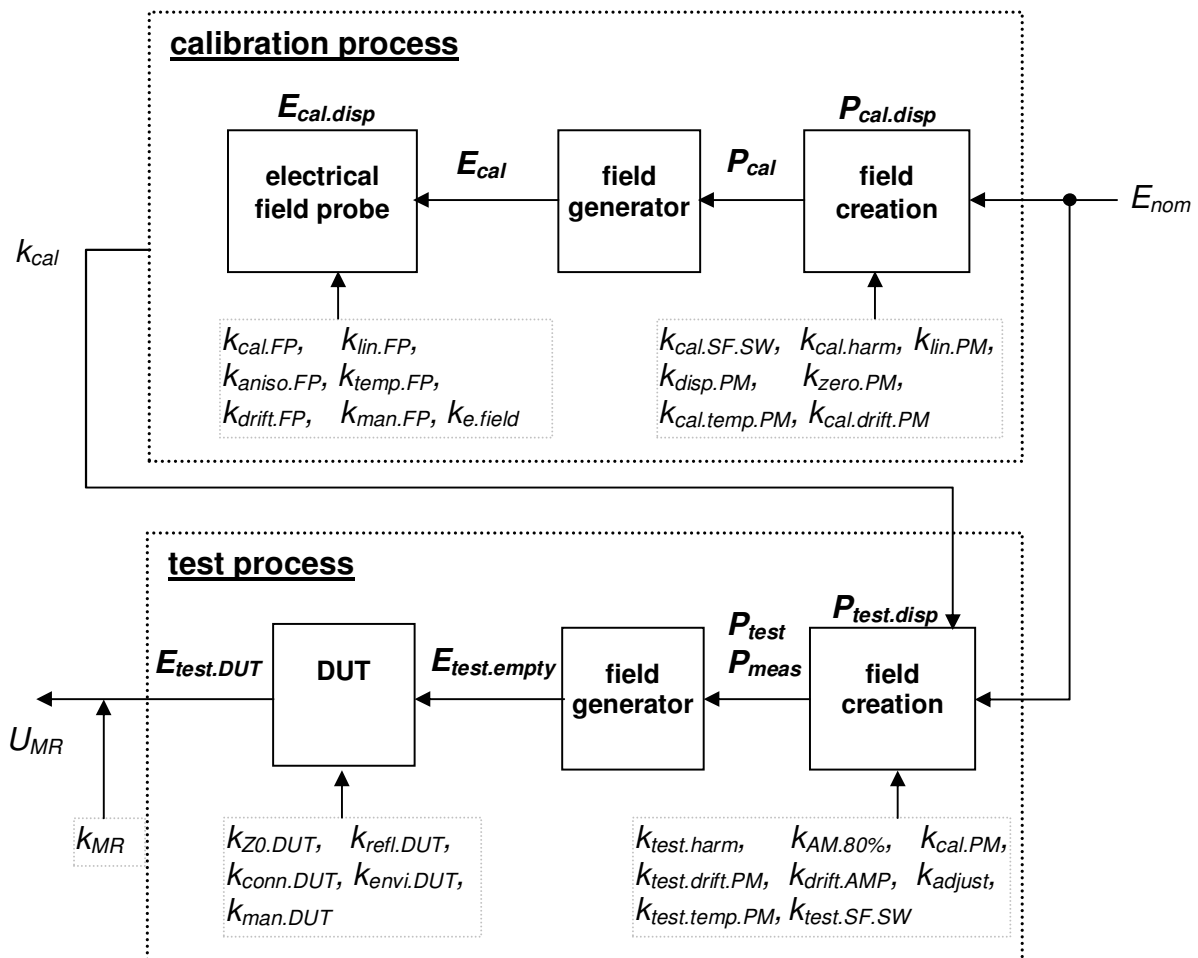 calibration process
E_cal.disp
P_cal.disp
electrical
field probe
E_cal
field
generator
P_cal
field
creation
E_nom
k_cal
k_cal.FP, k_lin.FP,
k_aniso.FP, k_temp.FP,
k_drift.FP, k_man.FP, k_e.field
k_cal.SF.SW, k_cal.harm, k_lin.PM,
k_disp.PM, k_zero.PM,
k_cal.temp.PM, k_cal.drift.PM
test process
P_test.disp
E_test.DUT
DUT
E_test.empty
field
generator
P_test
P_meas
field
creation
U_MR
k_MR
k_Z0.DUT, k_refl.DUT,
k_conn.DUT, k_envi.DUT,
k_man.DUT
k_test.harm, k_AM.80%, k_cal.PM,
k_test.drift.PM, k_drift.AMP, k_adjust,
k_test.temp.PM, k_test.SF.SW